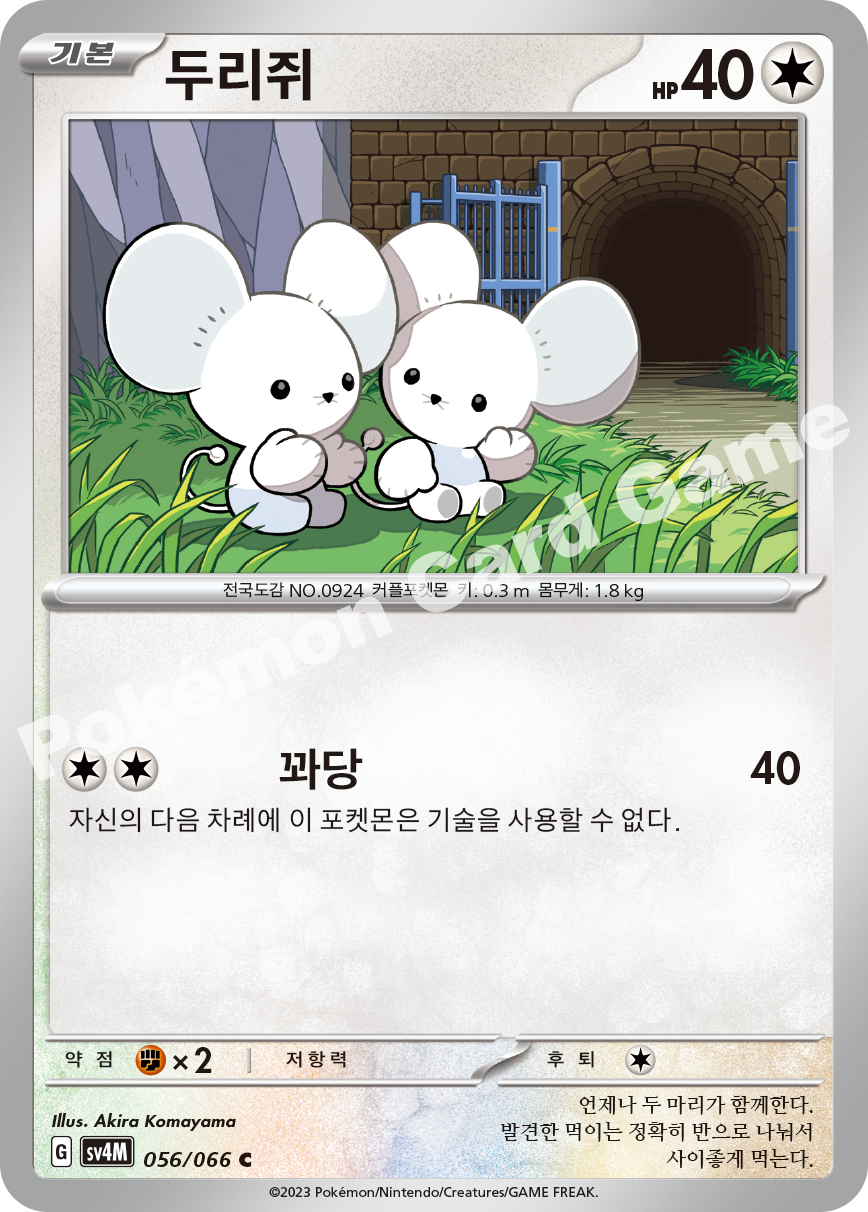 기본
두리쥐
HP 40
전국도감 NO.0924 커플포켓몬 키: 0.3 m 몸무게: 1.8 kg
Pokémon Card Game
꽈당 40
자신의 다음 차례에 이 포켓몬은 기술을 사용할 수 없다.
약점 ×2 저항력 후퇴
언제나 두 마리가 함께한다.
발견한 먹이는 정확히 반으로 나눠서
사이좋게 먹는다.
Illus. Akira Komayama
G sv4M 056/066 C
©2023 Pokémon/Nintendo/Creatures/GAME FREAK.